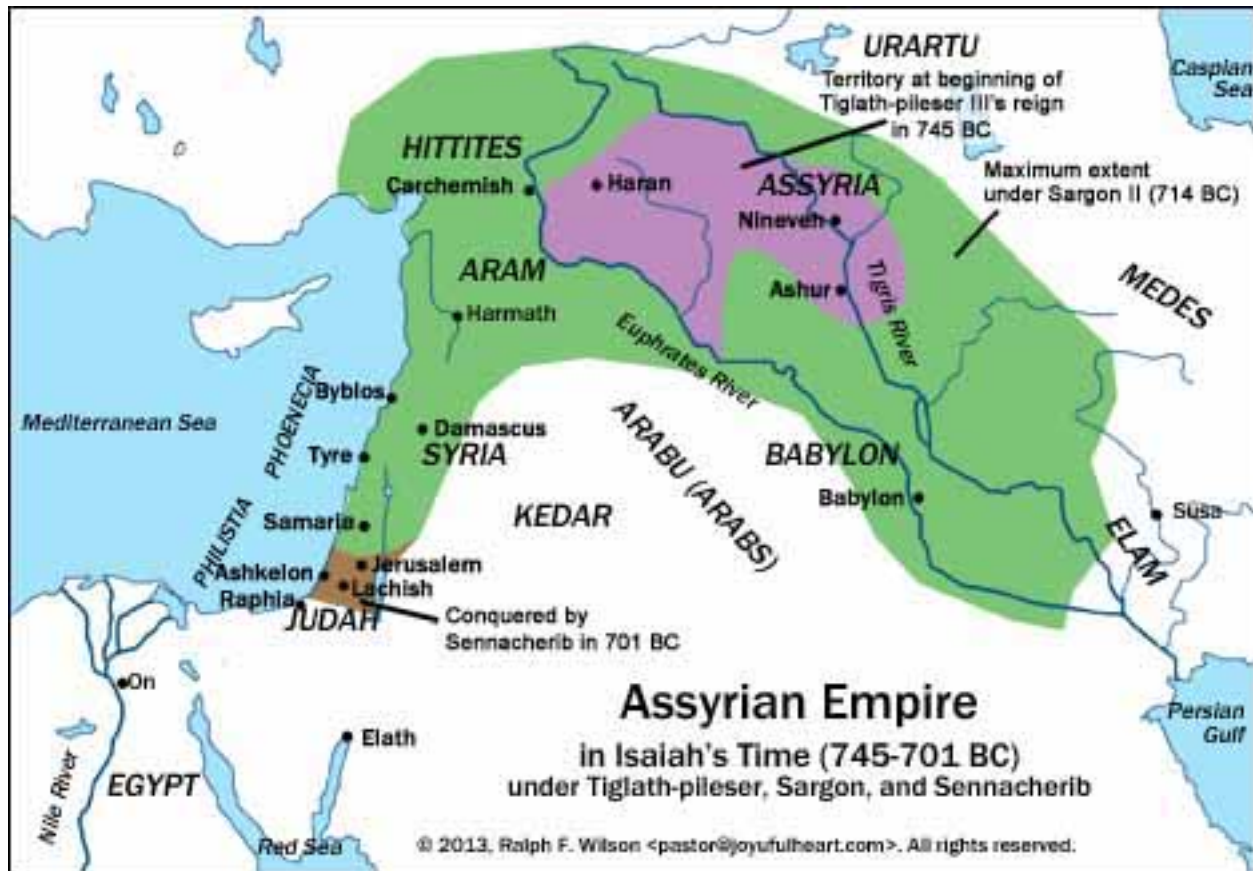 URARTU
Territory at beginning of
Tiglath-pileser III's reign
in 745 BC
Caspian
Sea
HITTITES
Carchemish
Haran
ASSYRIA
Maximum extent
under Sargon II (714 BC)
Nineveh
ARAM
Ashur
Tigris River
MEDES
Harmath
Euphrates River
Byblos
PHOENECIA
Mediterranean Sea
Damascus
Tyre
SYRIA
ARABU (ARABS)
BABYLON
Babylon
KEDAR
Samaria
PHILISTIA
Susa
ELAM
Ashkelon
Jerusalem
Lachish
Raphia
JUDAH
Conquered by
Sennacherib in 701 BC
On
Assyrian Empire
in Isaiah's Time (745-701 BC)
under Tiglath-pileser, Sargon, and Sennacherib
Persian
Gulf
Elath
EGYPT
Nile River
Red Sea
© 2013, Ralph F. Wilson <pastor@joyufulheart.com>. All rights reserved.